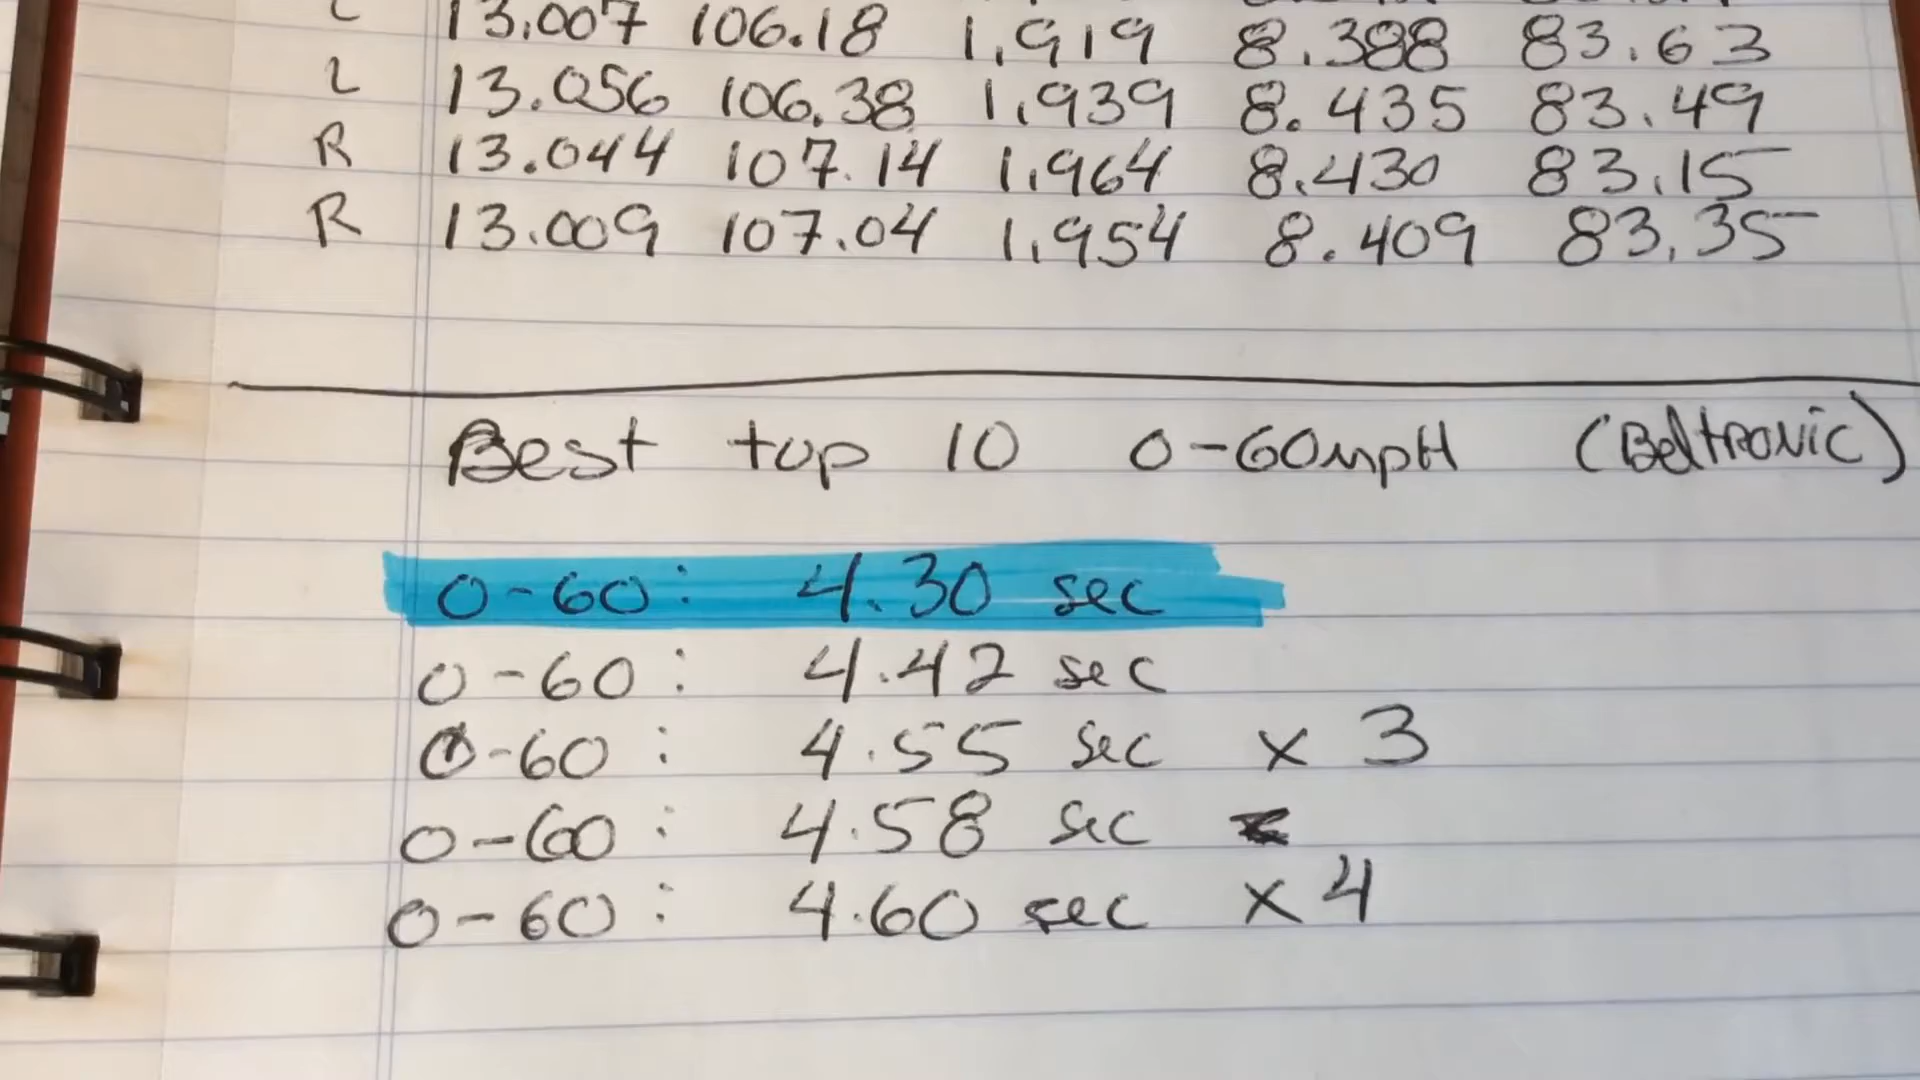 L 13.007 106.18 1.919 8.388 83.63
L 13.056 106.38 1.939 8.435 83.49
R 13.044 107.14 1.964 8.430 83.15
R 13.009 107.04 1.954 8.409 83.35
Best top 10 0-60mpH (BeltRonic)
0-60: 4.30 sec
0-60: 4.42 sec
0-60: 4.55 sec x 3
0-60: 4.58 sec
0-60: 4.60 sec x 4